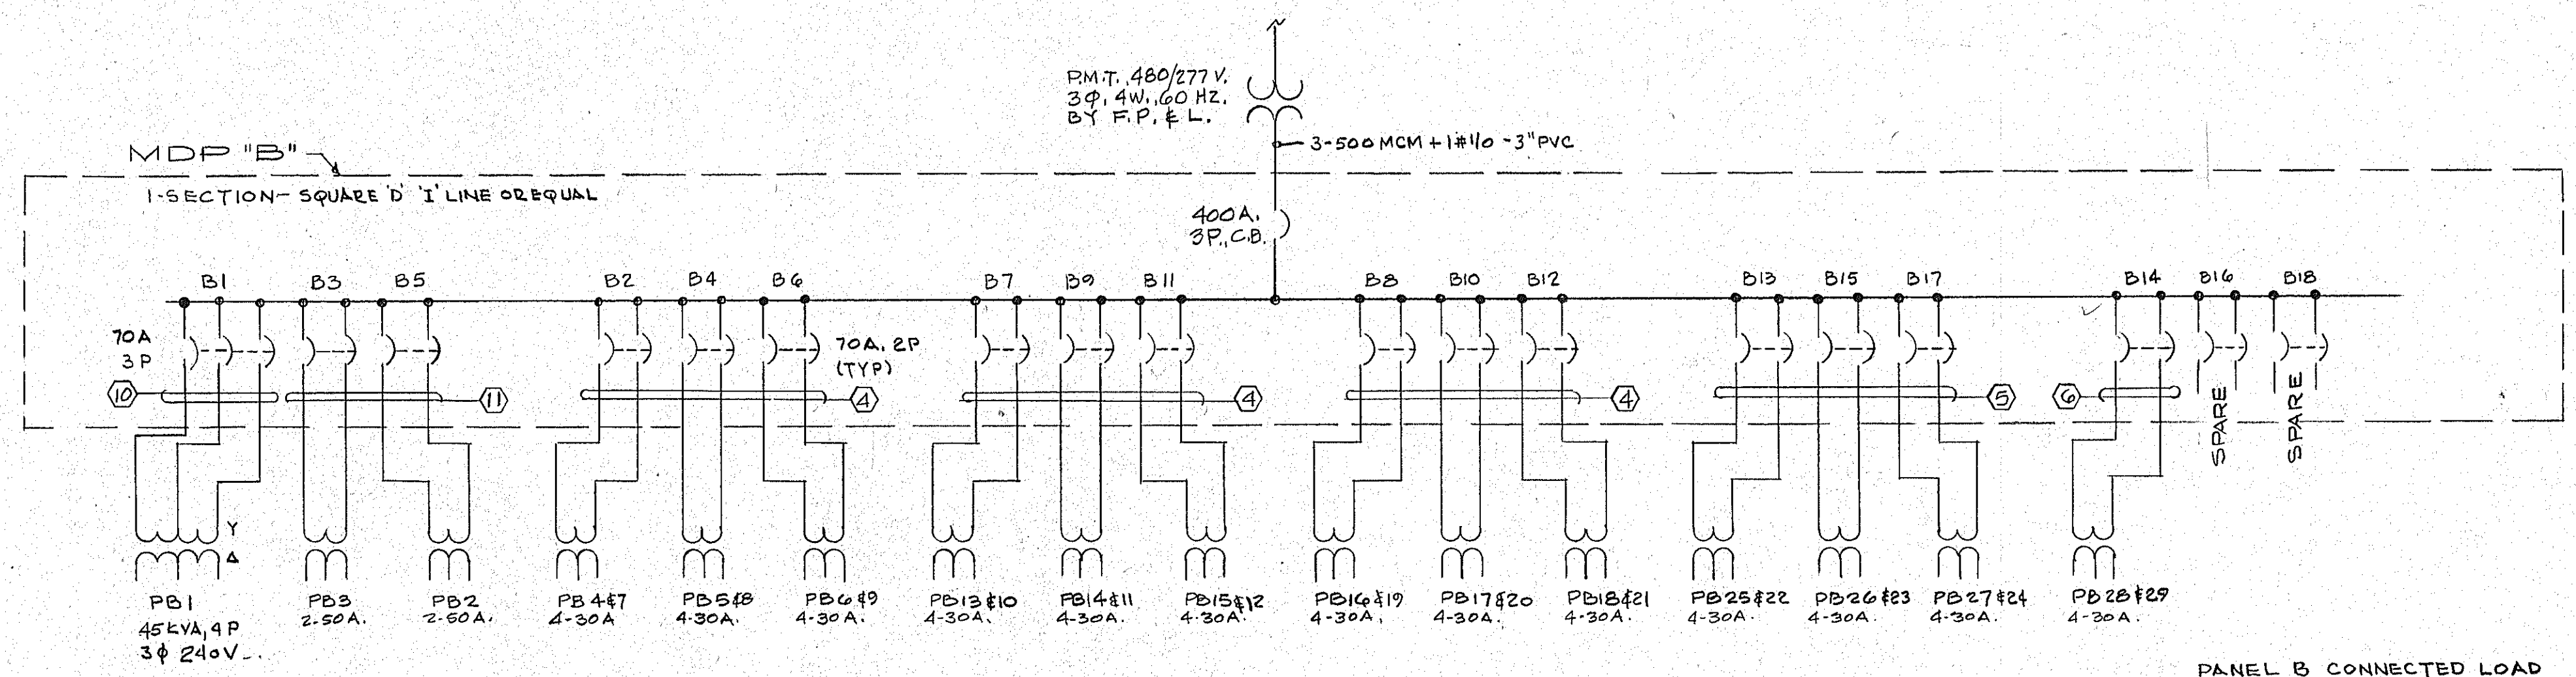 P.M.T. 480/277 V.
3Φ, 4W., 60 HZ.
BY F.P. & L.
3-500 MCM + 1#1/0 - 3" PVC
MDP "B"
1-SECTION- SQUARE 'D' 'I' LINE OR EQUAL
400A.
3P., C.B.
B1 B3 B5 B2 B4 B6 B7 B9 B11 B8 B10 B12 B13 B15 B17 B14 B16 B18
70A
3P
70A, 2P
(TYP)
10 11 4 4 4 5 6
SPARE
SPARE
Y
Δ
PB1 PB3 PB2 PB4&7 PB5&8 PB6&9 PB13&10 PB14&11 PB15&12 PB16&19 PB17&20 PB18&21 PB25&22 PB26&23 PB27&24 PB28&29
2-50A. 2-50A. 4-30A 4-30A. 4-30A. 4-30A. 4-30A. 4-30A. 4-30A. 4-30A. 4-30A. 4-30A. 4-30A. 4-30A. 4-30A.
45 KVA, 4P
3Φ 240V.
PANEL B CONNECTED LOAD